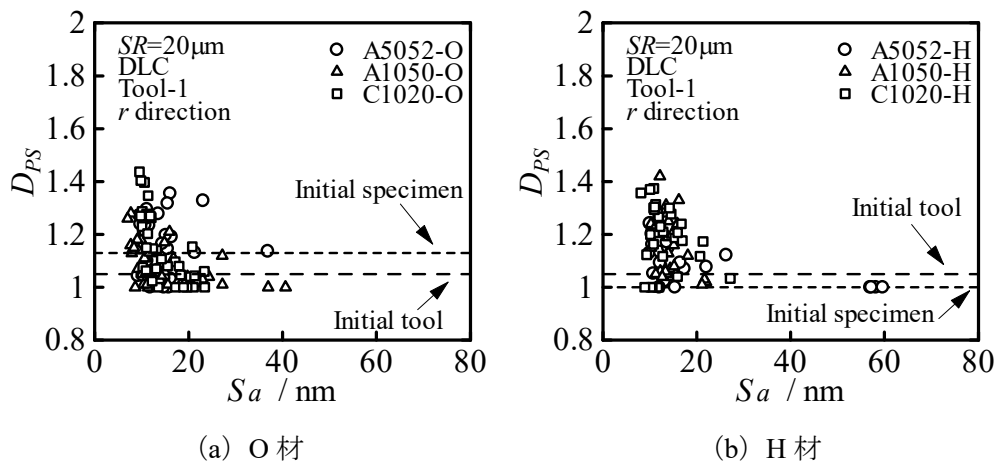 2
1.8
1.6
1.4
1.2
1
0.8
D_PS
SR=20μm
DLC
Tool-1
r direction
A5052-O
A1050-O
C1020-O
Initial specimen
Initial tool
0 20 40 60 80
Sa / nm
(a) O 材
2
1.8
1.6
1.4
1.2
1
0.8
D_PS
SR=20μm
DLC
Tool-1
r direction
A5052-H
A1050-H
C1020-H
Initial tool
Initial specimen
0 20 40 60 80
Sa / nm
(b) H 材